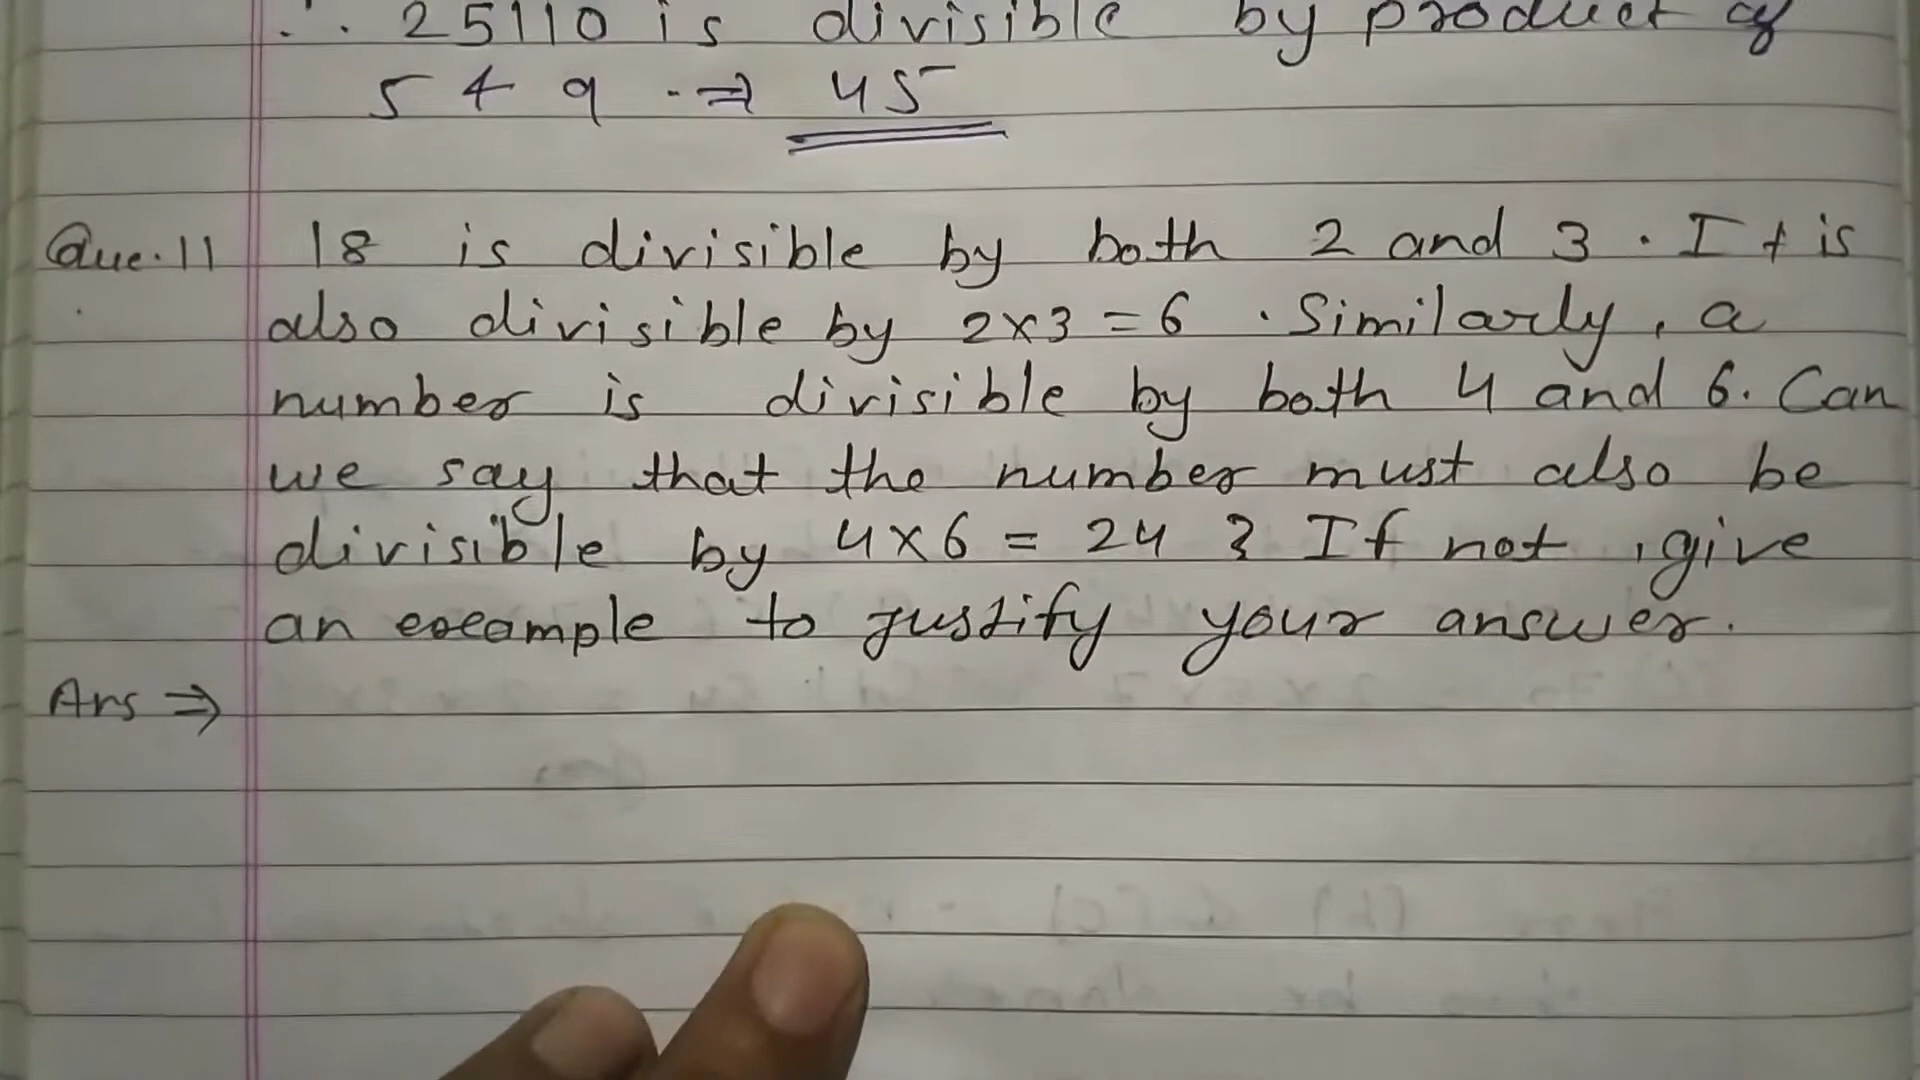 ∴ 25110 is divisible by product of
5 & 9 ⇒ 45
Que.11 18 is divisible by both 2 and 3. It is
also divisible by 2×3=6. Similarly, a
number is divisible by both 4 and 6. Can
we say that the number must also be
divisible by 4×6 = 24 ? If not, give
an example to justify your answer.
Ans ⇒